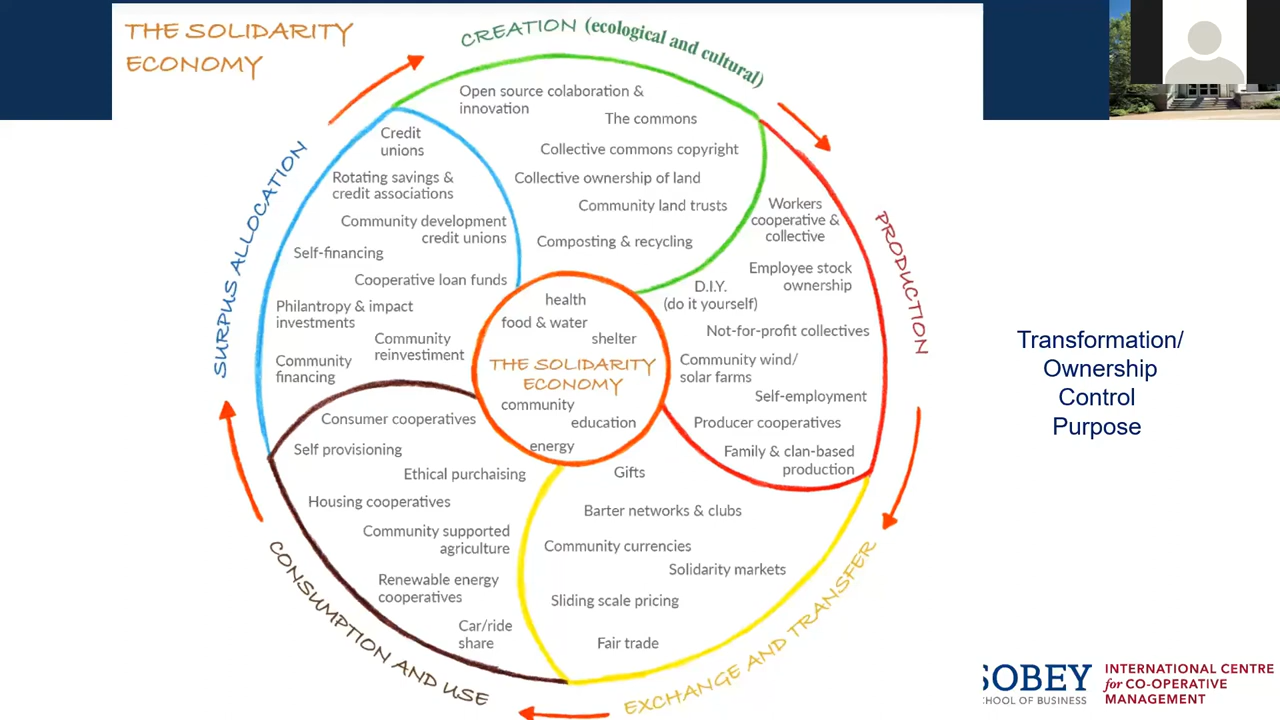 THE SOLIDARITY
ECONOMY
CREATION (ecological and cultural)
Open source colaboration &
innovation
The commons
Collective commons copyright
Collective ownership of land
Community land trusts
Composting & recycling
PRODUCTION
Workers
cooperative &
collective
Employee stock
ownership
D.I.Y.
(do it yourself)
Not-for-profit collectives
Community wind/
solar farms
Self-employment
Producer cooperatives
Family & clan-based
production
EXCHANGE AND TRANSFER
Gifts
Barter networks & clubs
Community currencies
Solidarity markets
Sliding scale pricing
Fair trade
CONSUMPTION AND USE
Consumer cooperatives
Self provisioning
Ethical purchaising
Housing cooperatives
Community supported
agriculture
Renewable energy
cooperatives
Car/ride
share
SURPUS ALLOCATION
Credit
unions
Rotating savings &
credit associations
Community development
credit unions
Self-financing
Cooperative loan funds
Philantropy & impact
investments
Community
reinvestiment
Community
financing
health
food & water
shelter
THE SOLIDARITY
ECONOMY
community
education
energy
Transformation/
Ownership
Control
Purpose
SOBEY
SCHOOL OF BUSINESS
INTERNATIONAL CENTRE
for CO-OPERATIVE
MANAGEMENT